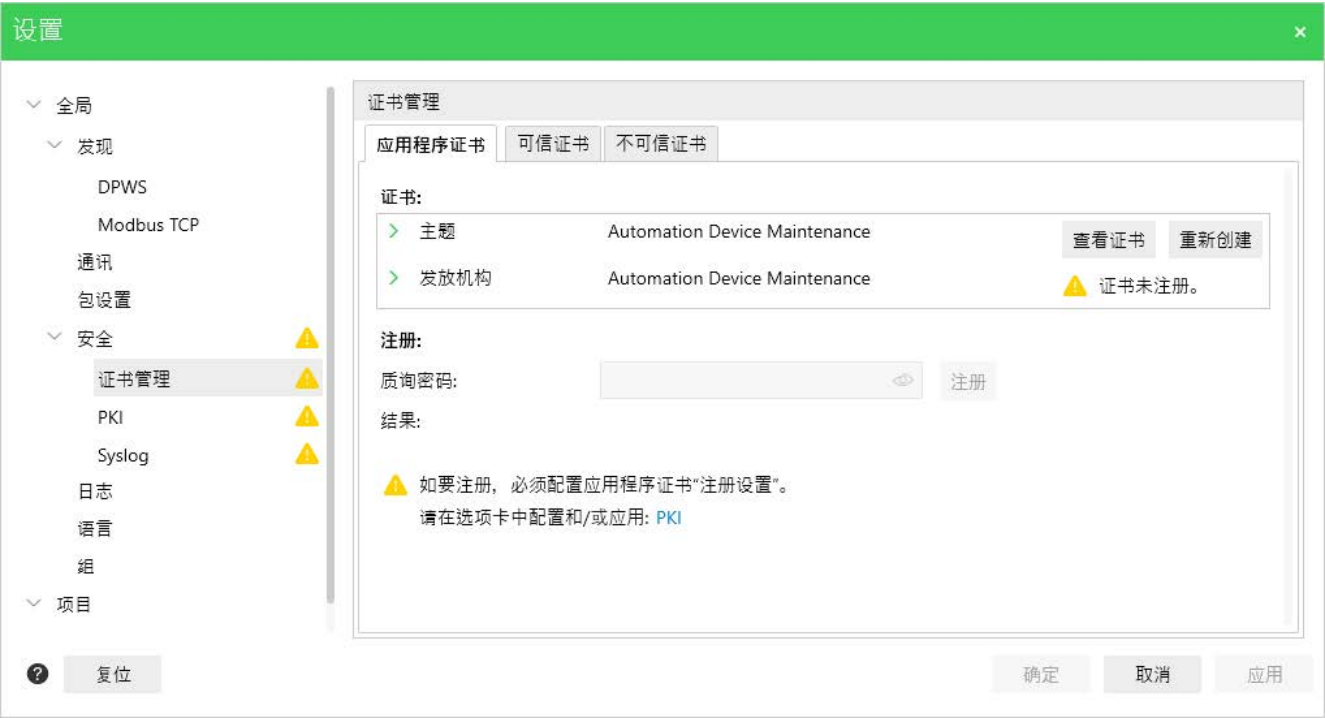 设置
×
全局
发现
DPWS
Modbus TCP
通讯
包设置
安全
证书管理
PKI
Syslog
日志
语言
组
项目
证书管理
应用程序证书 可信证书 不可信证书
证书:
主题 Automation Device Maintenance 查看证书 重新创建
发放机构 Automation Device Maintenance 证书未注册。
注册:
质询密码: 注册
结果:
如要注册，必须配置应用程序证书“注册设置”。
请在选项卡中配置和/或应用: PKI
? 复位 确定 取消 应用